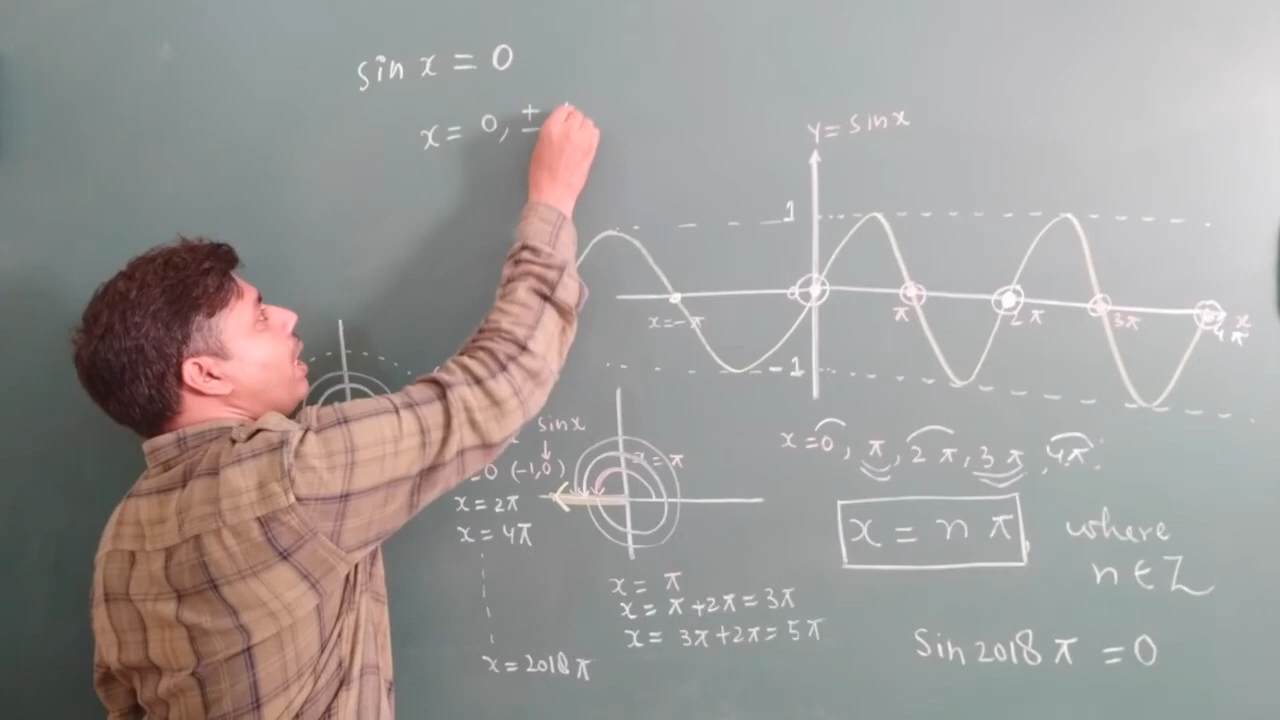 sin x = 0
x = 0, ±
y = sin x
1
x = -π
π
2π
3π
4π
x
-1
sin x
=0 (-1,0)
x = 2π
x = 4π
x = 2018π
x = π
x = π
x = π+2π = 3π
x = 3π+2π = 5π
x = 0, π, 2π, 3π, 4π
x = nπ, where
n ∈ Z
Sin 2018π = 0